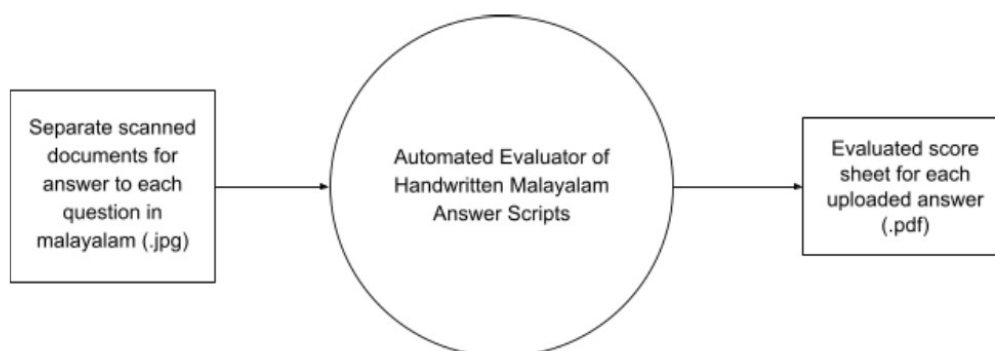 Separate scanned
documents for
answer to each
question in
malayalam (.jpg)
Automated Evaluator of
Handwritten Malayalam
Answer Scripts
Evaluated score
sheet for each
uploaded answer
(.pdf)